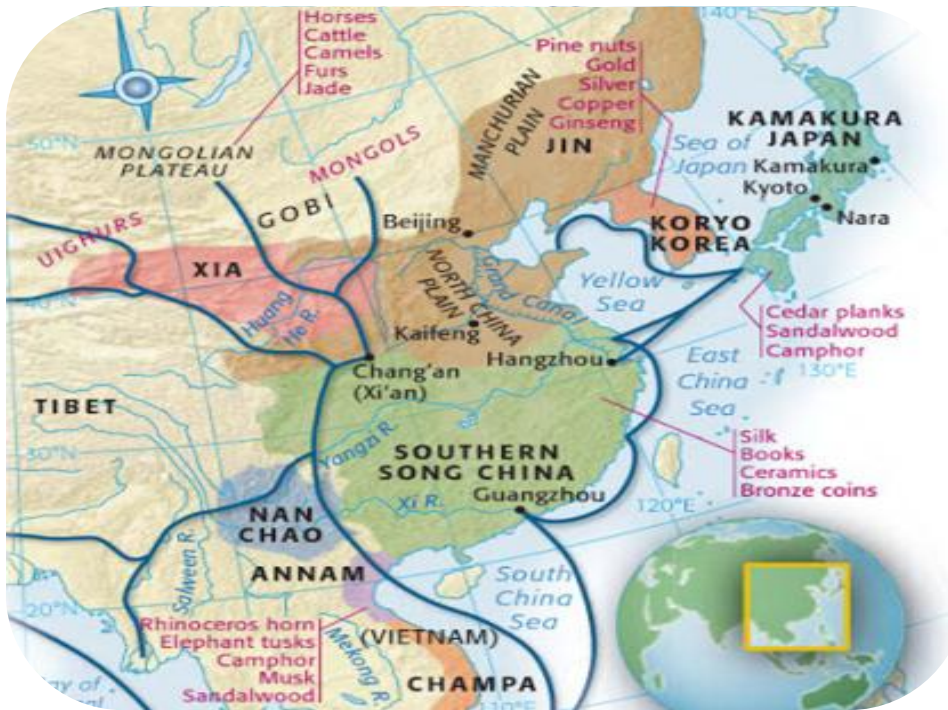 Horses
Cattle
Camels
Furs
Jade
140°E
Pine nuts
Gold
Silver
Copper
Ginseng
MANCHURIAN
PLAIN
JIN
KAMAKURA
JAPAN
Sea of
Japan
Kamakura
Kyoto
Nara
50°N
MONGOLIAN
PLATEAU
MONGOLS
GOBI
Beijing
KORYO
KOREA
UIGHURS
XIA
40°N
Huang
He R.
NORTH CHINA
PLAIN
Grand Canal
Yellow
Sea
Kaifeng
Hangzhou
Cedar planks
Sandalwood
Camphor
130°E
Chang'an
(Xi'an)
East
China
Sea
TIBET
30°N
Yangzi R.
SOUTHERN
SONG CHINA
Silk
Books
Ceramics
Bronze coins
Guangzhou
Xi R.
120°E
NAN
CHAO
ANNAM
Salween R.
South
China
Sea
20°N
Rhinoceros horn
Elephant tusks
Camphor
Musk
Sandalwood
(VIETNAM)
Mekong R.
CHAMPA
110°E